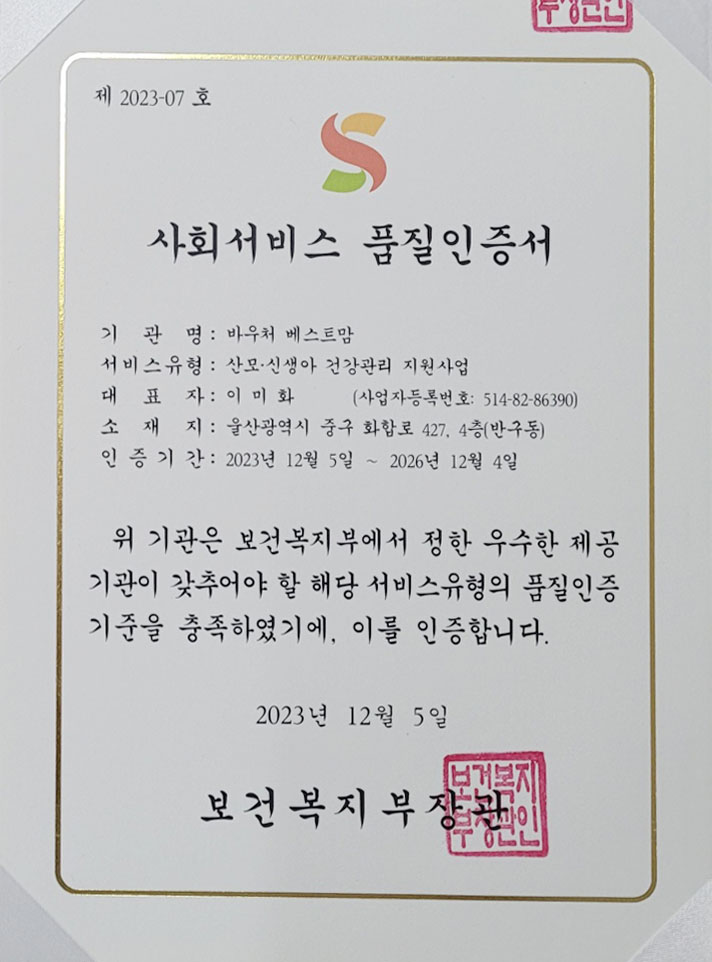 부장관인
제 2023-07 호
사회서비스 품질인증서
기 관 명 : 바우처 베스트맘
서비스유형 : 산모·신생아 건강관리 지원사업
대 표 자 : 이 미 화 (사업자등록번호: 514-82-86390)
소 재 지 : 울산광역시 중구 화합로 427, 4층(반구동)
인 증 기 간 : 2023년 12월 5일 ~ 2026년 12월 4일
위 기관은 보건복지부에서 정한 우수한 제공
기관이 갖추어야 할 해당 서비스유형의 품질인증
기준을 충족하였기에, 이를 인증합니다.
2023년 12월 5일
보건복지부장관
보건복지
부장관인